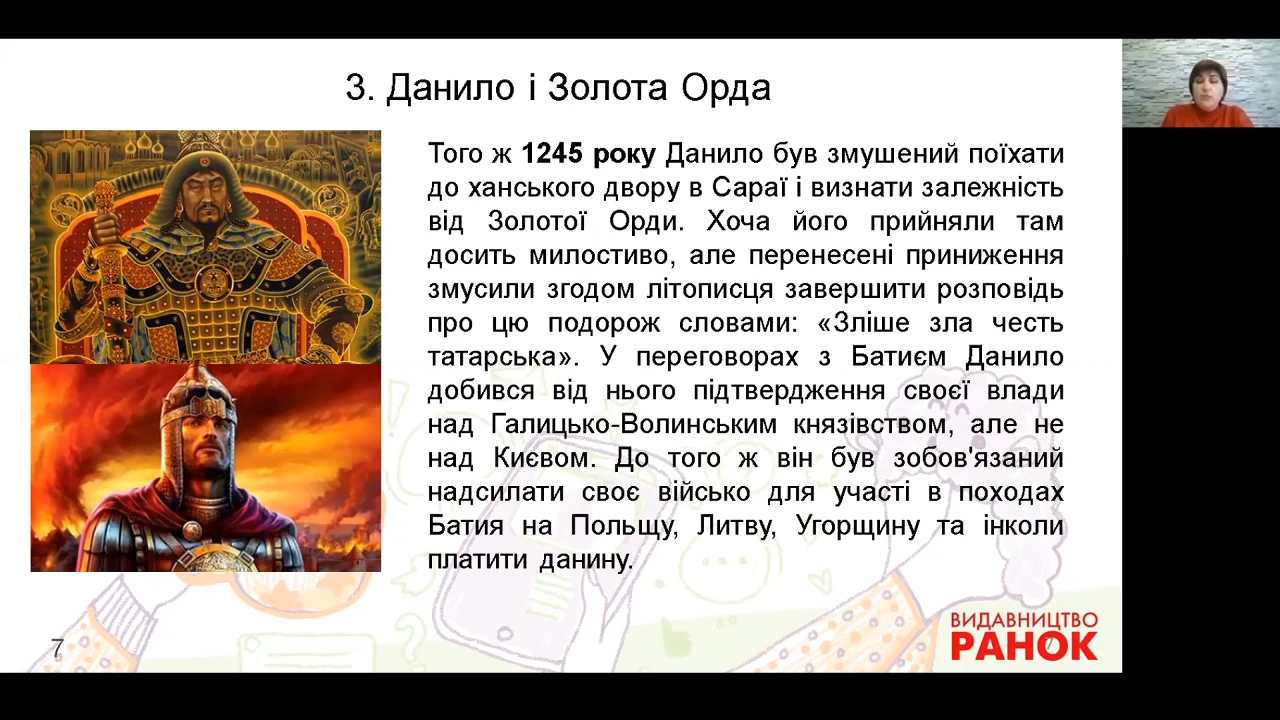 3. Данило і Золота Орда
Того ж 1245 року Данило був змушений поїхати
до ханського двору в Сараї і визнати залежність
від Золотої Орди. Хоча його прийняли там
досить милостиво, але перенесені приниження
змусили згодом літописця завершити розповідь
про цю подорож словами: «Зліше зла честь
татарська». У переговорах з Батиєм Данило
добився від нього підтвердження своєї влади
над Галицько-Волинським князівством, але не
над Києвом. До того ж він був зобов'язаний
надсилати своє військо для участі в походах
Батия на Польщу, Литву, Угорщину та інколи
платити данину.
7
ВИДАВНИЦТВО
РАНОК